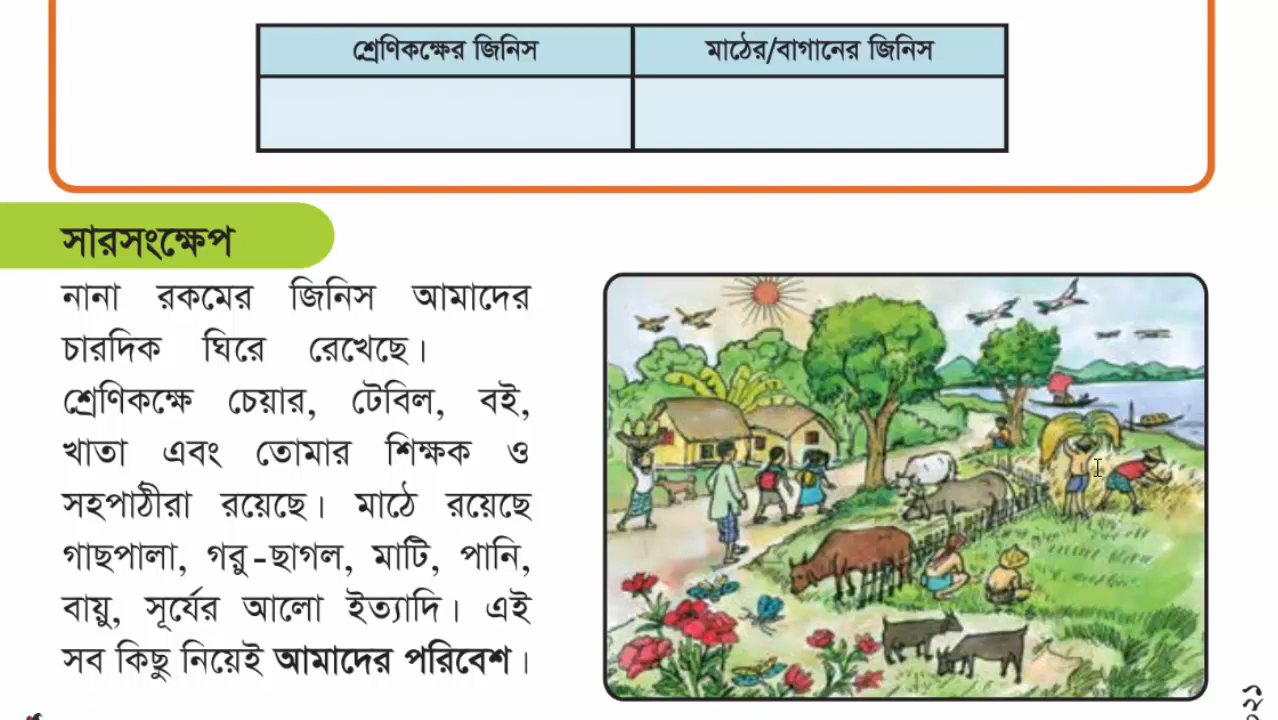 শ্রেণিকক্ষের জিনিস
মাঠের/বাগানের জিনিস
সারসংক্ষেপ
নানা রকমের জিনিস আমাদের
চারদিক ঘিরে রেখেছে।
শ্রেণিকক্ষে চেয়ার, টেবিল, বই,
খাতা এবং তোমার শিক্ষক ও
সহপাঠীরা রয়েছে। মাঠে রয়েছে
গাছপালা, গরু-ছাগল, মাটি, পানি,
বায়ু, সূর্যের আলো ইত্যাদি। এই
সব কিছু নিয়েই আমাদের পরিবেশ।